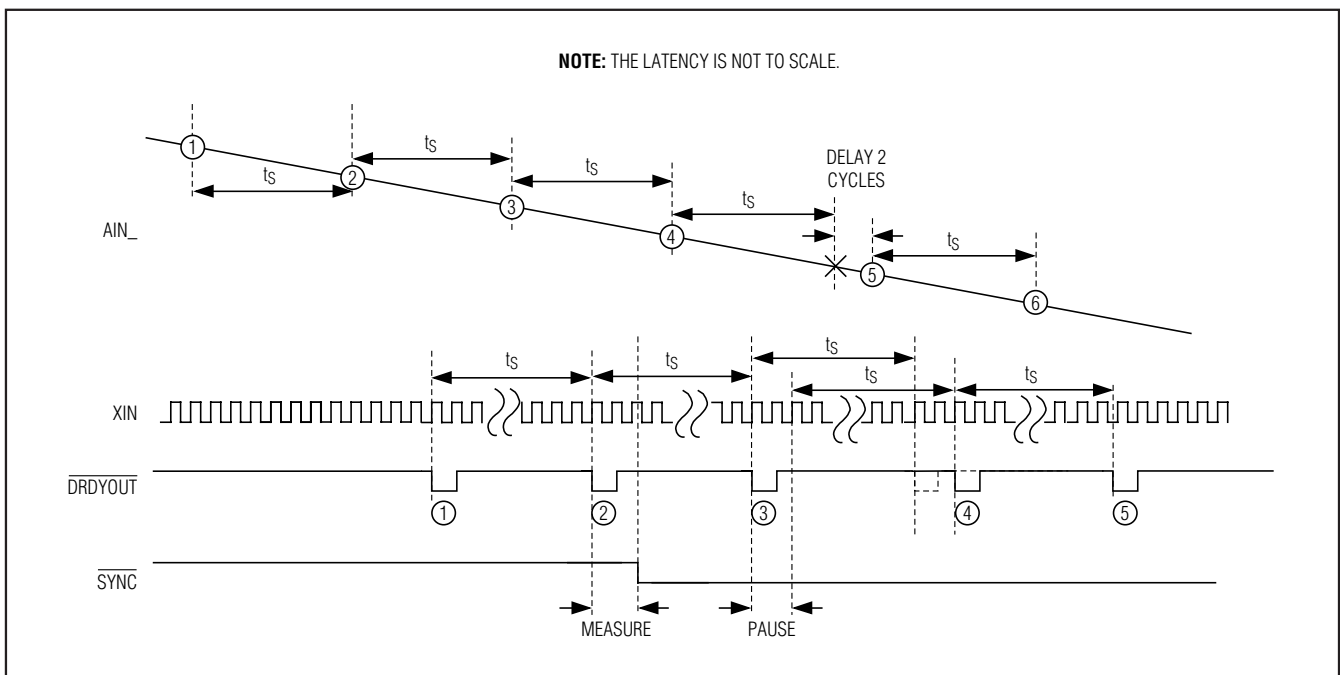 NOTE: THE LATENCY IS NOT TO SCALE.
1
tS
2
tS
3
tS
4
tS
DELAY 2
CYCLES
5
tS
6
AIN_
tS
tS
tS
tS
tS
XIN
DRDYOUT
1
2
3
4
5
SYNC
MEASURE
PAUSE